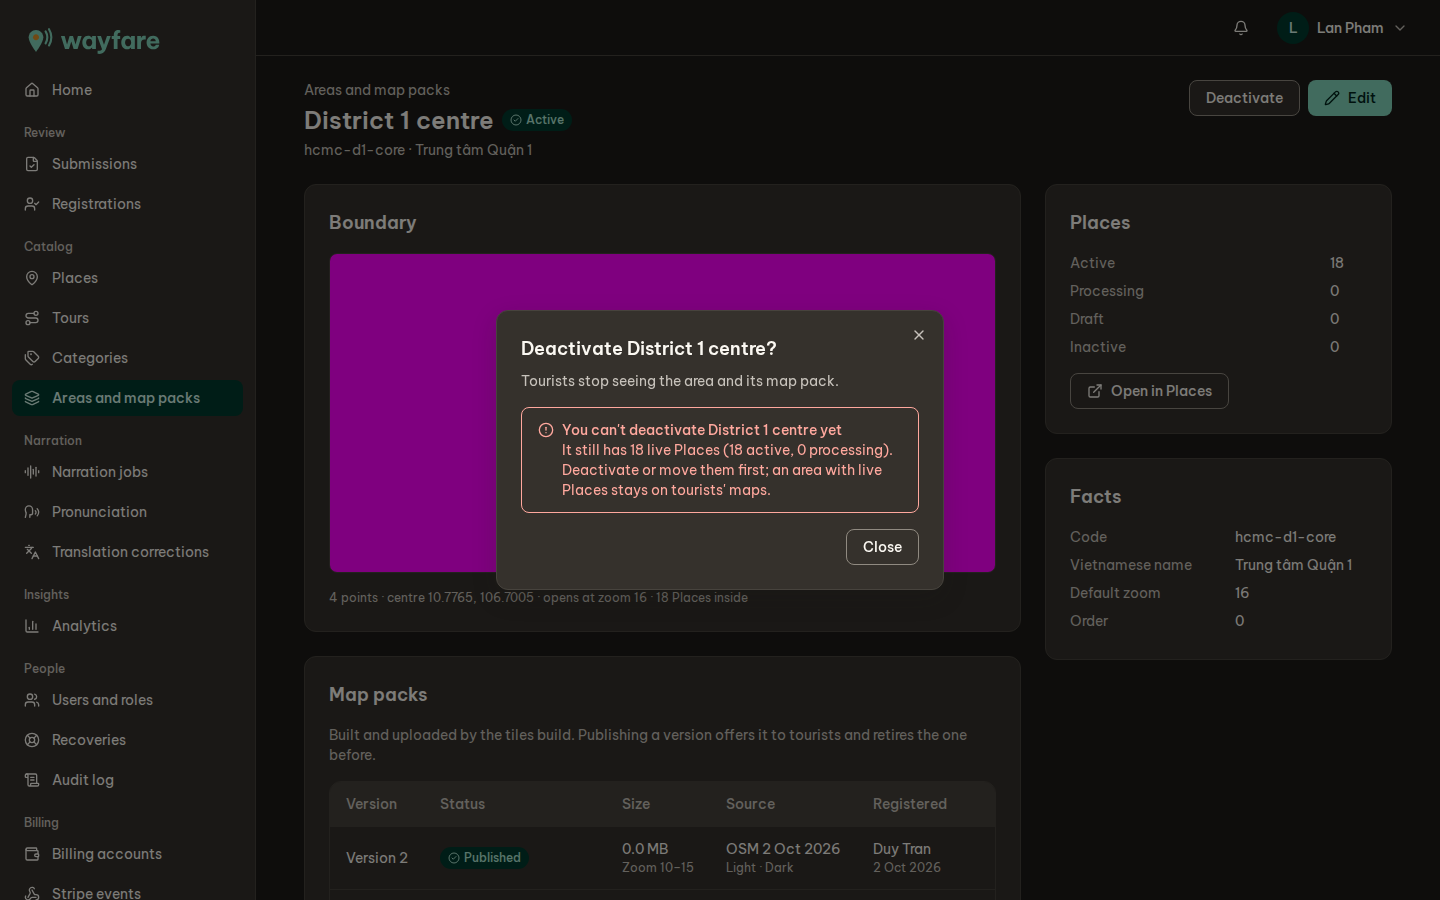 wayfare
Home
Review
Submissions
Registrations
Catalog
Places
Tours
Categories
Areas and map packs
Narration
Narration jobs
Pronunciation
Translation corrections
Insights
Analytics
People
Users and roles
Recoveries
Audit log
Billing
Billing accounts
Stripe events
L
Lan Pham
Areas and map packs
District 1 centre
Active
hcmc-d1-core · Trung tâm Quận 1
Deactivate
Edit
Boundary
Deactivate District 1 centre?
Tourists stop seeing the area and its map pack.
You can't deactivate District 1 centre yet
It still has 18 live Places (18 active, 0 processing).
Deactivate or move them first; an area with live
Places stays on tourists' maps.
Close
4 points · centre 10.7765, 106.7005 · opens at zoom 16 · 18 Places inside
Map packs
Built and uploaded by the tiles build. Publishing a version offers it to tourists and retires the one
before.
Version Status Size Source Registered
Version 2 Published 0.0 MB OSM 2 Oct 2026 Duy Tran
Zoom 10–15 Light · Dark 2 Oct 2026
Places
Active 18
Processing 0
Draft 0
Inactive 0
Open in Places
Facts
Code hcmc-d1-core
Vietnamese name Trung tâm Quận 1
Default zoom 16
Order 0